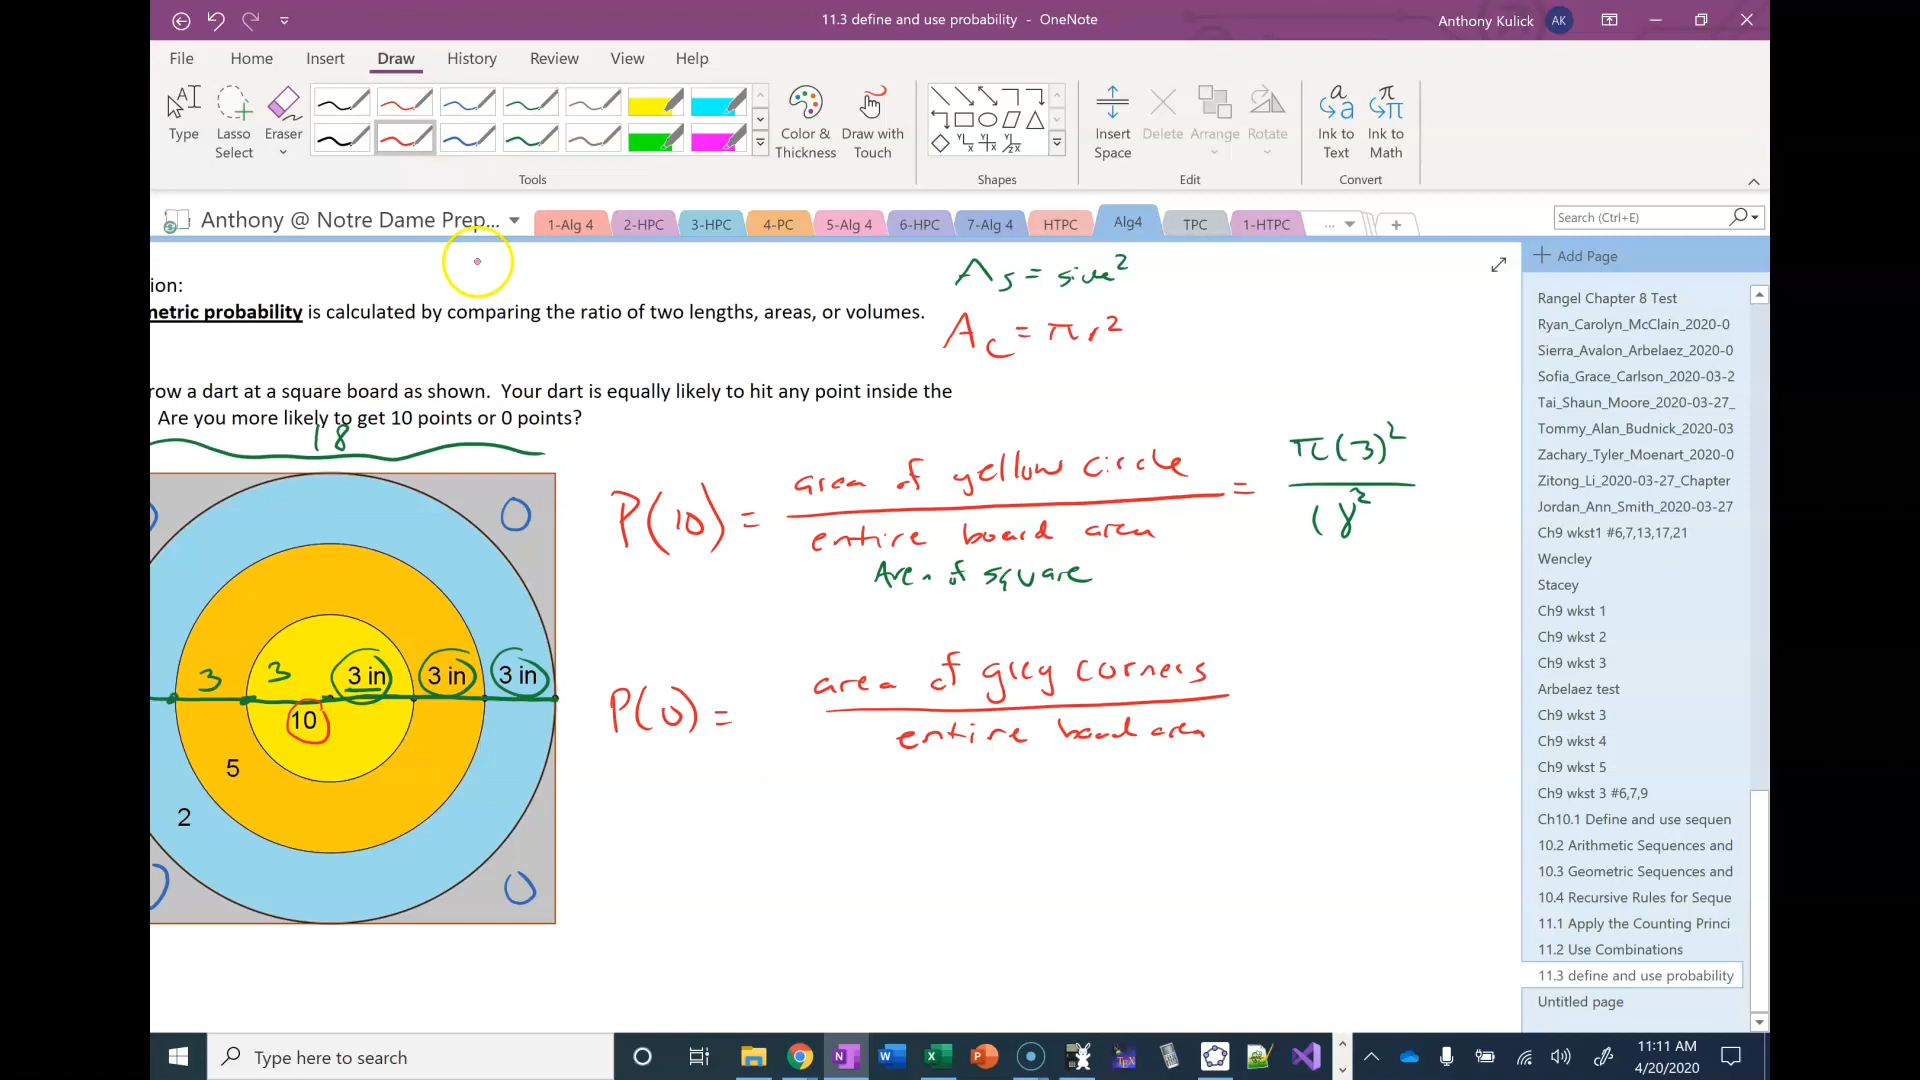 11.3 define and use probability - OneNote
Anthony Kulick
AK
File Home Insert Draw History Review View Help
Type
Lasso Select
Eraser
Color & Thickness
Draw with Touch
Insert Space
Delete
Arrange
Rotate
Ink to Text
Ink to Math
Tools
Shapes
Edit
Convert
Anthony @ Notre Dame Prep...
1-Alg 4 2-HPC 3-HPC 4-PC 5-Alg 4 6-HPC 7-Alg 4 HTPC Alg4 TPC 1-HTPC ...
Search (Ctrl+E)
Add Page
ion:
metric probability is calculated by comparing the ratio of two lengths, areas, or volumes.
A s = side²
A c = πr²
row a dart at a square board as shown. Your dart is equally likely to hit any point inside the
Are you more likely to get 10 points or 0 points?
18
0
3 3 3 in 3 in 3 in
10
5
2
0
P(10) = area of yellow circle = π(3)²
entire board area 18²
Area of square
P(0) = area of grey corners
entire board area
Rangel Chapter 8 Test
Ryan_Carolyn_McClain_2020-0
Sierra_Avalon_Arbelaez_2020-0
Sofia_Grace_Carlson_2020-03-2
Tai_Shaun_Moore_2020-03-27_
Tommy_Alan_Budnick_2020-03
Zachary_Tyler_Moenart_2020-0
Zitong_Li_2020-03-27_Chapter
Jordan_Ann_Smith_2020-03-27
Ch9 wkst1 #6,7,13,17,21
Wencley
Stacey
Ch9 wkst 1
Ch9 wkst 2
Ch9 wkst 3
Arbelaez test
Ch9 wkst 3
Ch9 wkst 4
Ch9 wkst 5
Ch9 wkst 3 #6,7,9
Ch10.1 Define and use sequen
10.2 Arithmetic Sequences and
10.3 Geometric Sequences and
10.4 Recursive Rules for Seque
11.1 Apply the Counting Princi
11.2 Use Combinations
11.3 define and use probability
Untitled page
Type here to search
11:11 AM
4/20/2020